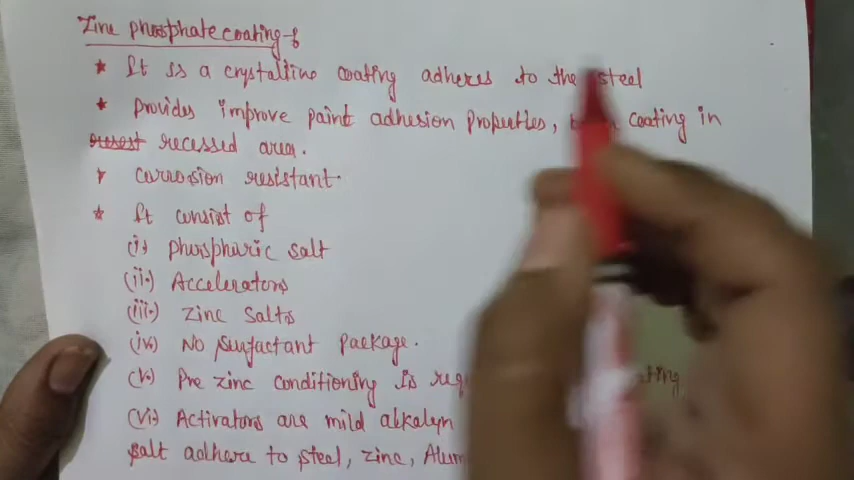 Zinc phosphate coating :-
* It is a crystalline coating adheres to the steel
* Provides improve paint adhesion properties, coating in
recessed area.
* corrosion resistant.
* It consist of
(i) phospharic salt
(ii.) Accelerators
(iii.) Zinc Salts
(iv.) No Surfactant Package.
(v.) Pre zinc conditioning is
(vi.) Activators are mild alkalyn
salt adhere to steel, zinc,